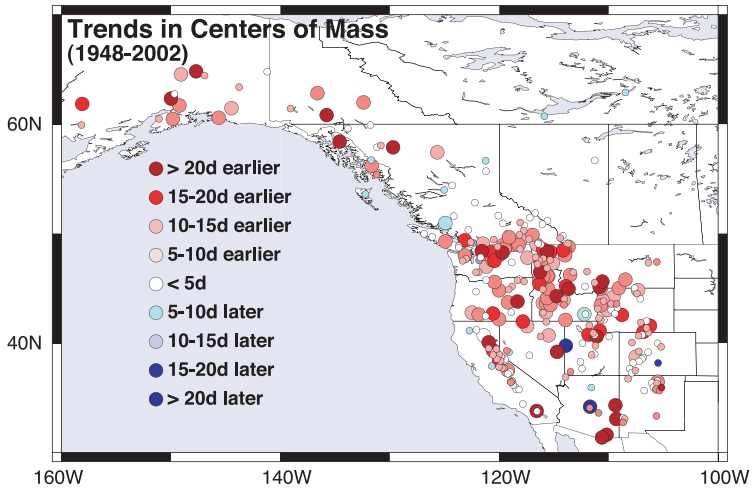 Trends in Centers of Mass
(1948-2002)
60N
> 20d earlier
15-20d earlier
10-15d earlier
5-10d earlier
< 5d
5-10d later
10-15d later
40N
15-20d later
> 20d later
160W 140W 120W 100W